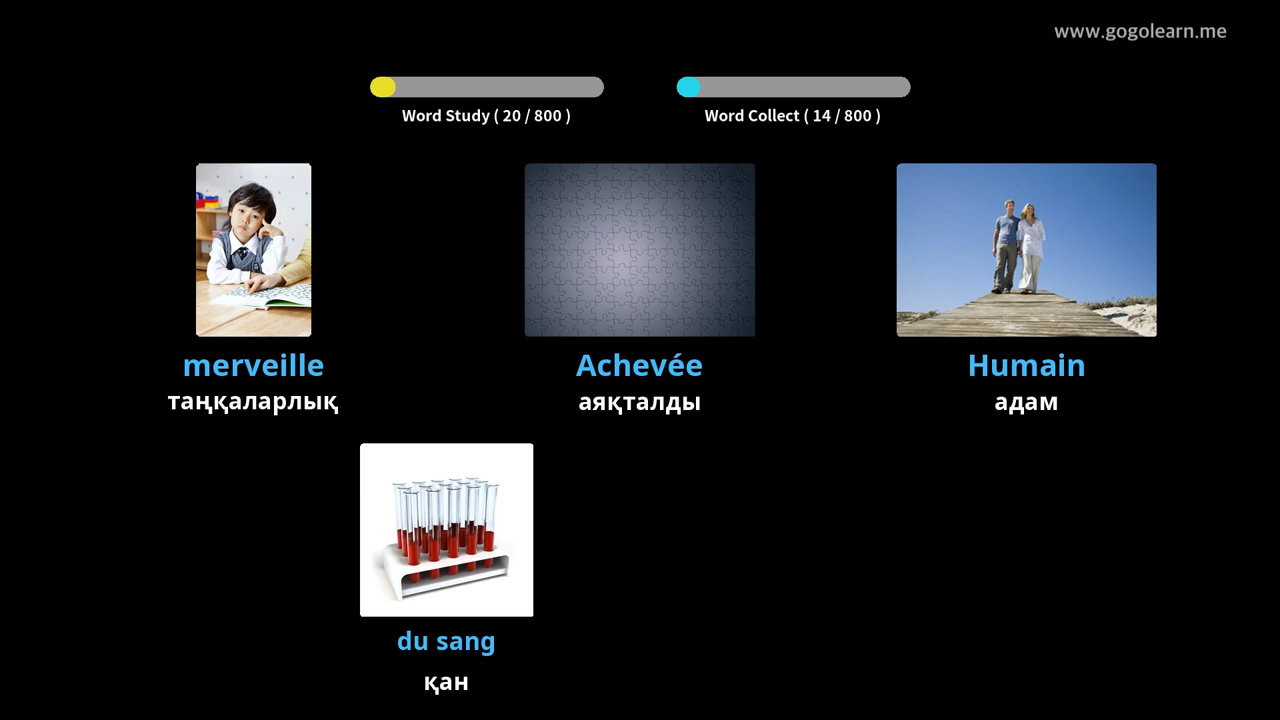 www.gogolearn.me
Word Study ( 20 / 800 )
Word Collect ( 14 / 800 )
merveille
таңқаларлық
Achevée
аяқталды
Humain
адам
du sang
қан